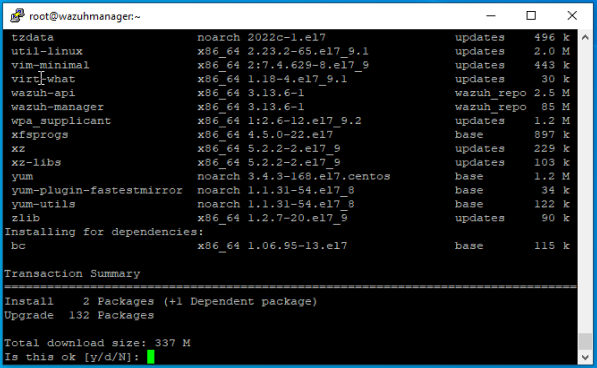 root@wazuhmanager:~
tzdata noarch 2022c-1.el7 updates 496 k
util-linux x86_64 2.23.2-65.el7_9.1 updates 2.0 M
vim-minimal x86_64 2:7.4.629-8.el7_9 updates 443 k
virt-what x86_64 1.18-4.el7_9.1 updates 30 k
wazuh-api x86_64 3.13.6-1 wazuh_repo 2.5 M
wazuh-manager x86_64 3.13.6-1 wazuh_repo 85 M
wpa_supplicant x86_64 1:2.6-12.el7_9.2 updates 1.2 M
xfsprogs x86_64 4.5.0-22.el7 base 897 k
xz x86_64 5.2.2-2.el7_9 updates 229 k
xz-libs x86_64 5.2.2-2.el7_9 updates 103 k
yum noarch 3.4.3-168.el7.centos base 1.2 M
yum-plugin-fastestmirror noarch 1.1.31-54.el7_8 base 34 k
yum-utils noarch 1.1.31-54.el7_8 base 122 k
zlib x86_64 1.2.7-20.el7_9 updates 90 k
Installing for dependencies:
bc x86_64 1.06.95-13.el7 base 115 k
Transaction Summary
================================================================================
Install 2 Packages (+1 Dependent package)
Upgrade 132 Packages
Total download size: 337 M
Is this ok [y/d/N]: